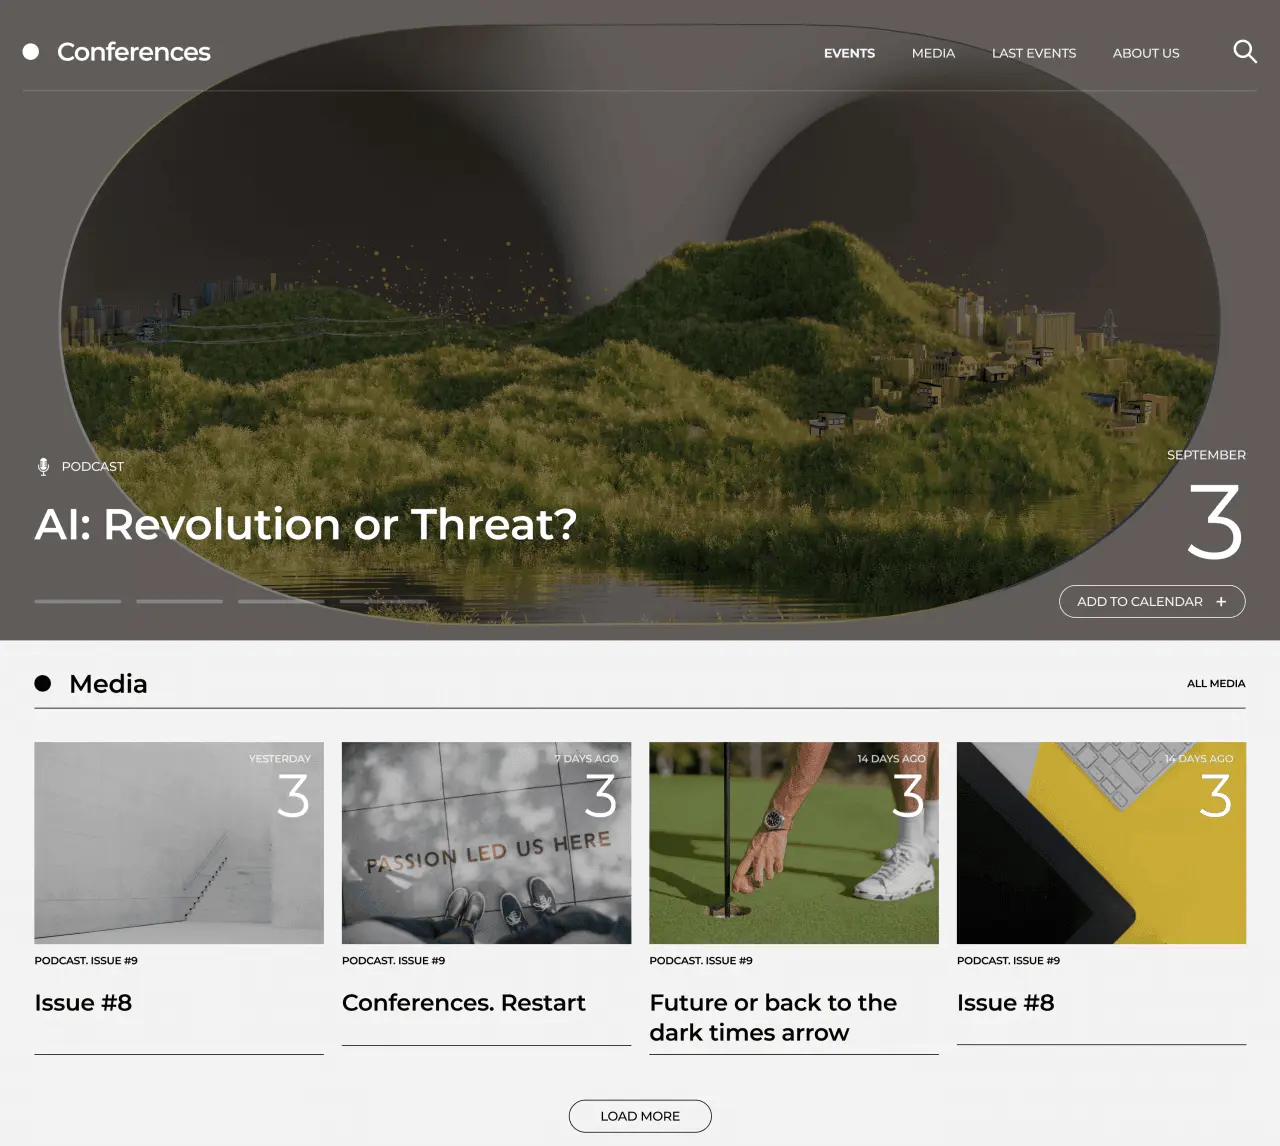 Conferences
EVENTS
MEDIA
LAST EVENTS
ABOUT US
PODCAST
AI: Revolution or Threat?
SEPTEMBER
3
ADD TO CALENDAR +
Media
ALL MEDIA
YESTERDAY
3
PODCAST. ISSUE #9
Issue #8
7 DAYS AGO
3
PASSION LED US HERE
PODCAST. ISSUE #9
Conferences. Restart
14 DAYS AGO
3
PODCAST. ISSUE #9
Future or back to the
dark times arrow
14 DAYS AGO
3
PODCAST. ISSUE #9
Issue #8
LOAD MORE